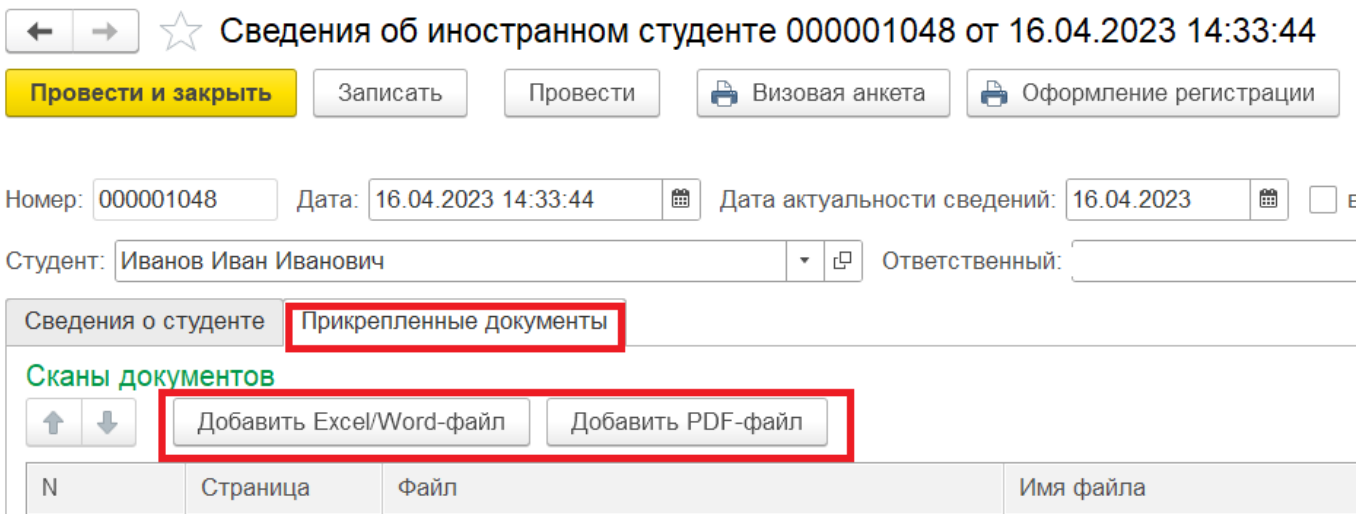 Сведения об иностранном студенте 000001048 от 16.04.2023 14:33:44
Провести и закрыть Записать Провести Визовая анкета Оформление регистрации
Номер: 000001048 Дата: 16.04.2023 14:33:44 Дата актуальности сведений: 16.04.2023
Студент: Иванов Иван Иванович Ответственный:
Сведения о студенте Прикрепленные документы
Сканы документов
Добавить Excel/Word-файл Добавить PDF-файл
N Страница Файл Имя файла